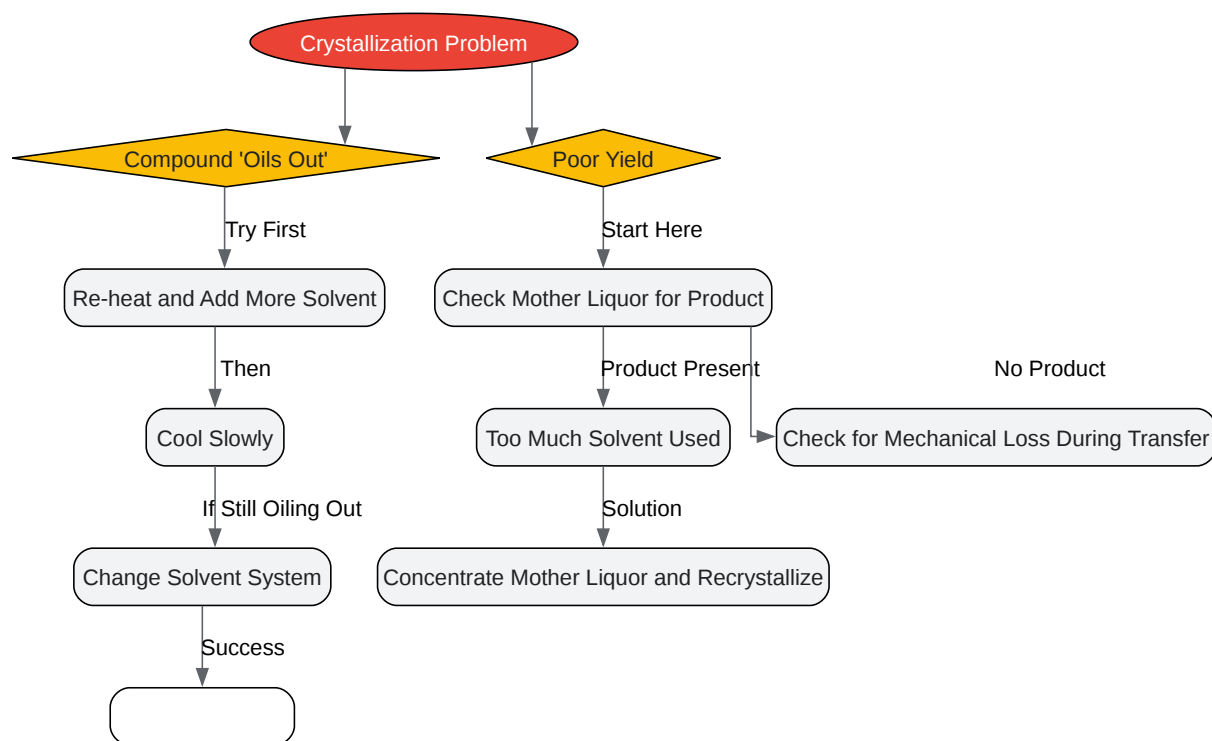 Crystallization Problem
Compound 'Oils Out'
Poor Yield
Try First
Start Here
Re-heat and Add More Solvent
Check Mother Liquor for Product
Then
Product Present
No Product
Cool Slowly
Too Much Solvent Used
Check for Mechanical Loss During Transfer
If Still Oiling Out
Solution
Change Solvent System
Concentrate Mother Liquor and Recrystallize
Success